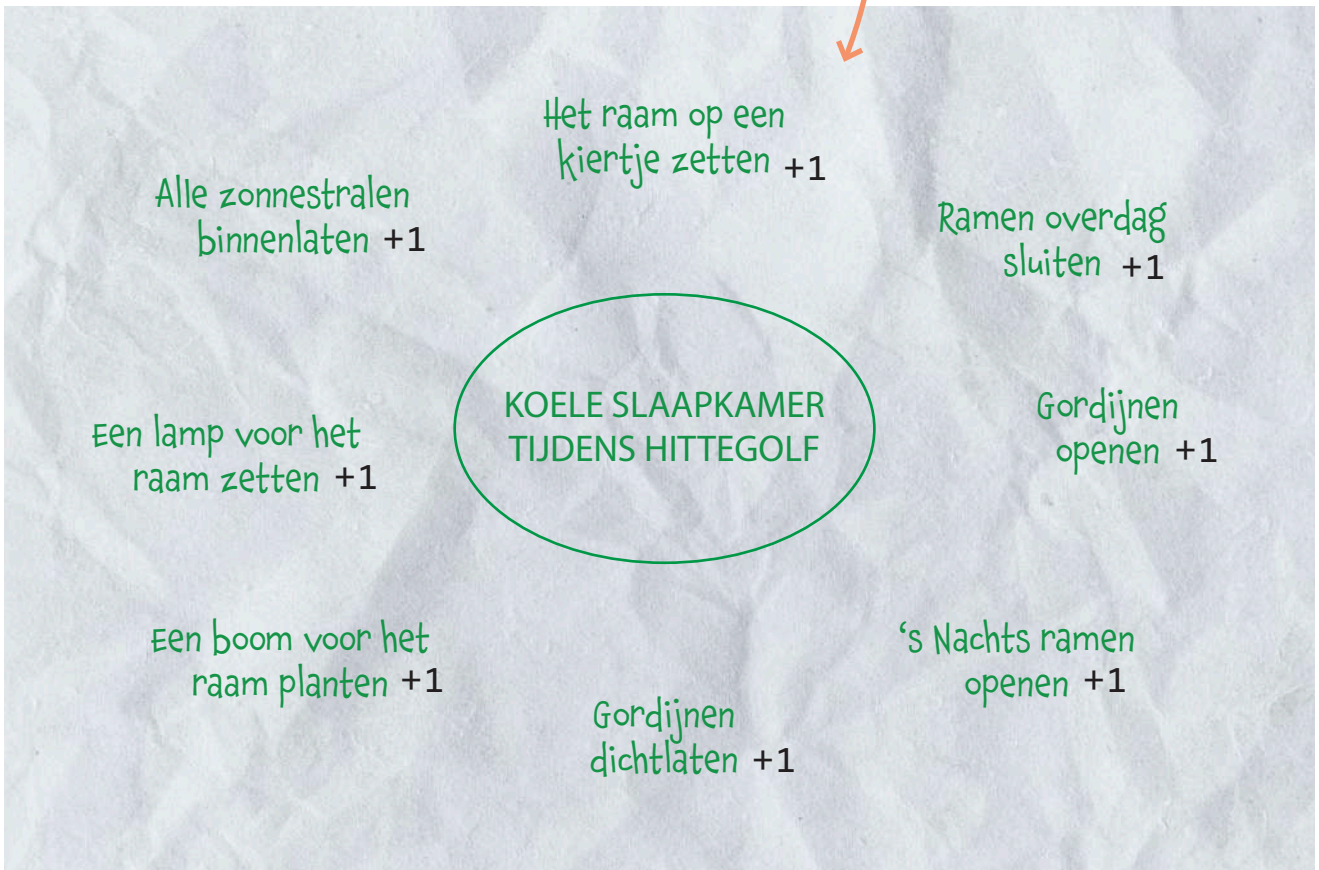 Het raam op een
kiertje zetten +1
Alle zonnestralen
binnenlaten +1
Ramen overdag
sluiten +1
KOELE SLAAPKAMER
TIJDENS HITTEGOLF
Gordijnen
openen +1
Een lamp voor het
raam zetten +1
Een boom voor het
raam planten +1
‘s Nachts ramen
openen +1
Gordijnen
dichtlaten +1